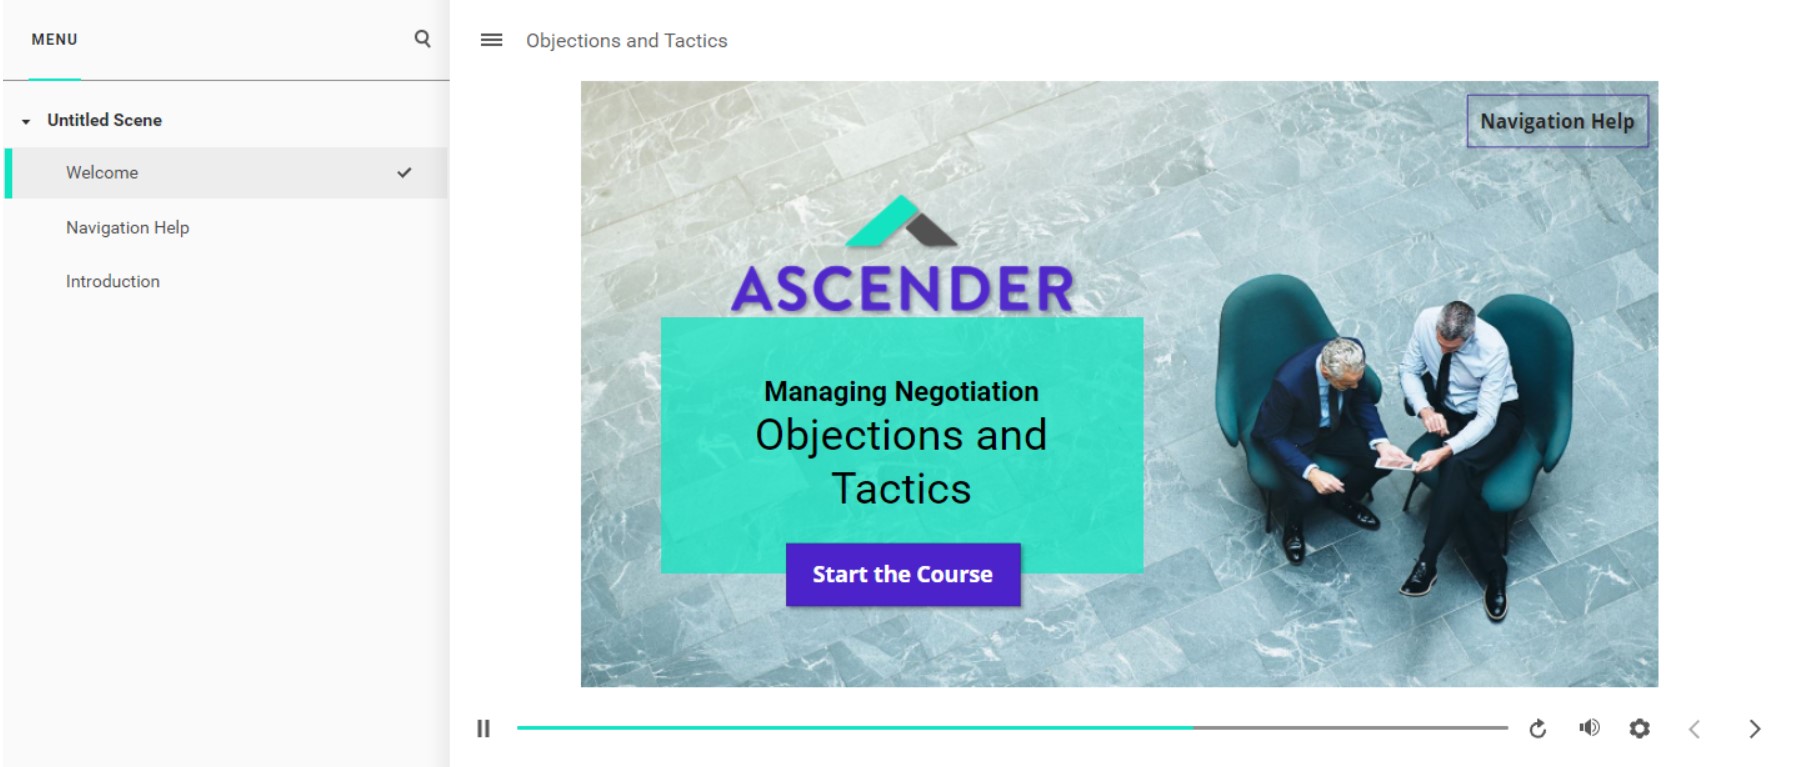 MENU
Objections and Tactics
Untitled Scene
Welcome
Navigation Help
Introduction
Navigation Help
ASCENDER
Managing Negotiation
Objections and
Tactics
Start the Course